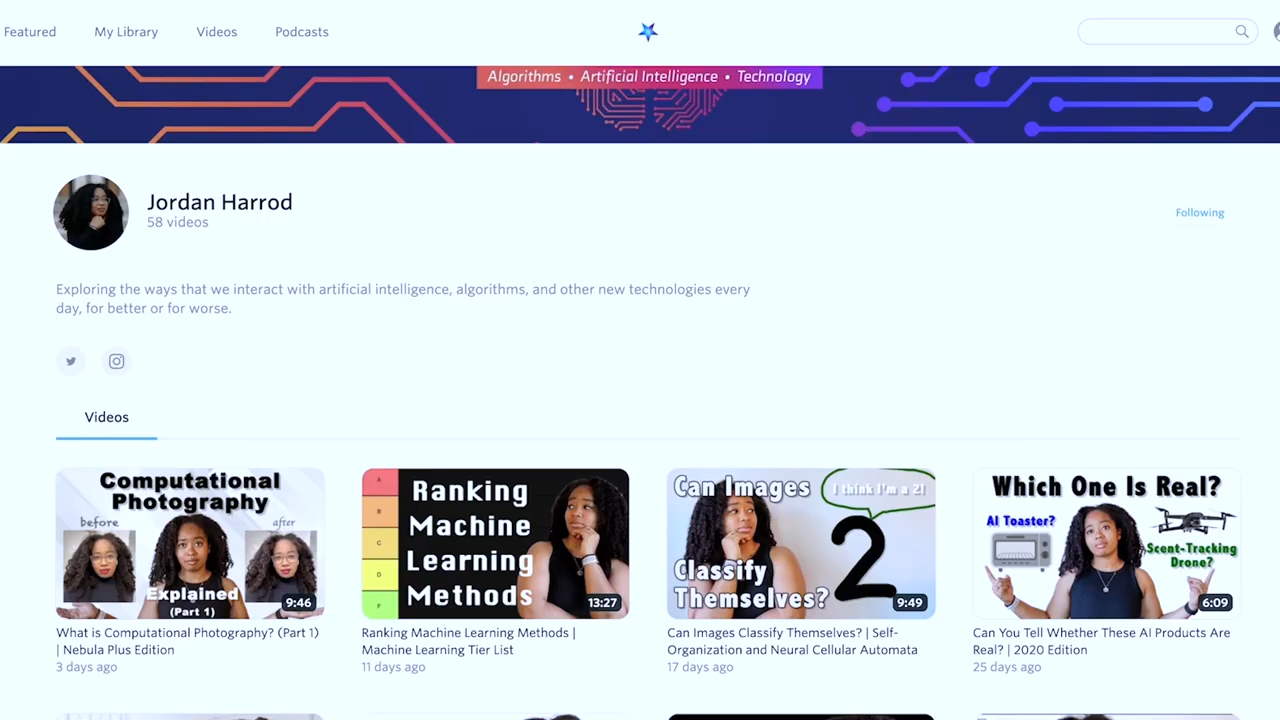 Featured
My Library
Videos
Podcasts
Algorithms • Artificial Intelligence • Technology
Jordan Harrod
58 videos
Following
Exploring the ways that we interact with artificial intelligence, algorithms, and other new technologies every
day, for better or for worse.
Videos
Computational
Photography
before
after
Explained
(Part 1)
9:46
What is Computational Photography? (Part 1)
| Nebula Plus Edition
3 days ago
A
B
C
D
F
Ranking
Machine
Learning
Methods
13:27
Ranking Machine Learning Methods |
Machine Learning Tier List
11 days ago
Can Images
I think I'm a 2!
2
Classify
Themselves?
9:49
Can Images Classify Themselves? | Self-
Organization and Neural Cellular Automata
17 days ago
Which One Is Real?
AI Toaster?
Scent-Tracking
Drone?
6:09
Can You Tell Whether These AI Products Are
Real? | 2020 Edition
25 days ago